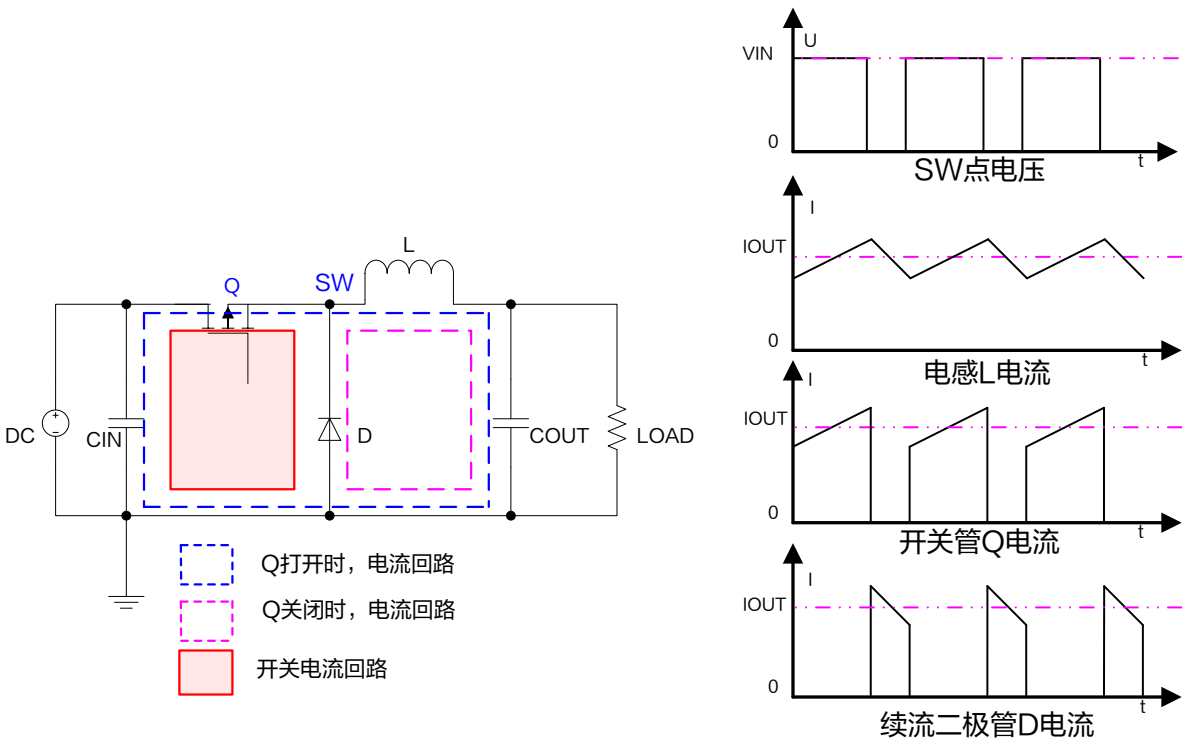 L
Q
SW
DC
CIN
D
COUT
LOAD
Q打开时，电流回路
Q关闭时，电流回路
开关电流回路
VIN
U
0
t
SW点电压
I
IOUT
0
t
电感L电流
I
IOUT
0
t
开关管Q电流
I
IOUT
0
t
续流二极管D电流